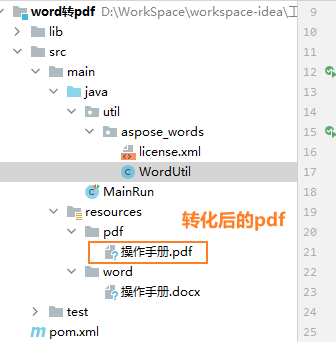 word转pdf D:\WorkSpace\workspace-idea\工
lib
src
main
java
util
aspose_words
license.xml
WordUtil
MainRun
resources
转化后的pdf
pdf
操作手册.pdf
word
操作手册.docx
test
pom.xml
9
12
13
14
15
16
17
18
19
20
21
22
23
24
25